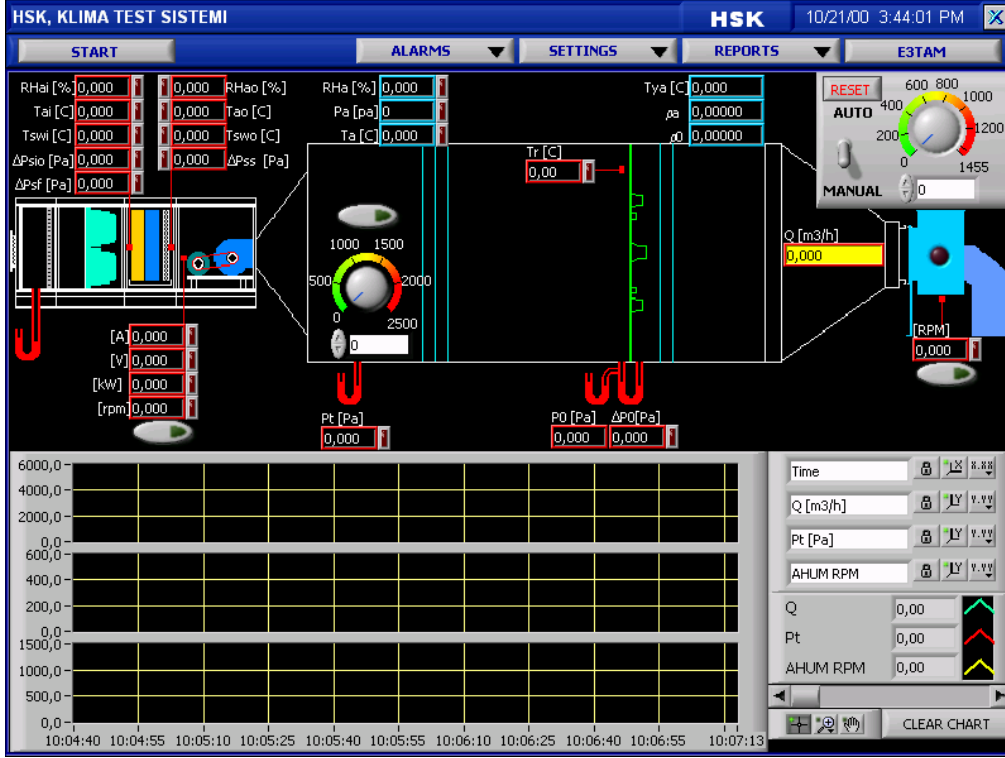 HSK, KLIMA TEST SISTEMI
HSK
10/21/00 3:44:01 PM
START
ALARMS
SETTINGS
REPORTS
E3TAM
RHai [%] 0,000
Tai [C] 0,000
Tswi [C] 0,000
ΔPsio [Pa] 0,000
ΔPsf [Pa] 0,000
0,000 RHao [%]
0,000 Tao [C]
0,000 Tswo [C]
0,000 ΔPss [Pa]
RHa [%] 0,000
Pa [pa] 0
Ta [C] 0,000
Tya [C] 0,000
ρa 0,00000
ρ0 0,00000
RESET
AUTO
MANUAL
0
200
400
600
800
1000
1200
1455
0
Tr [C]
0,00
Q [m3/h]
0,000
0
500
1000
1500
2000
2500
0
[A] 0,000
[V] 0,000
[kW] 0,000
[rpm] 0,000
Pt [Pa]
0,000
P0 [Pa]
0,000
ΔP0[Pa]
0,000
[RPM]
0,000
6000,0
4000,0
2000,0
0,0
600,0
400,0
200,0
0,0
1500,0
1000,0
500,0
0,0
10:04:40 10:04:55 10:05:10 10:05:25 10:05:40 10:05:55 10:06:10 10:06:25 10:06:40 10:06:55 10:07:13
Time
X X.XX
Q [m3/h]
Y Y.YY
Pt [Pa]
Y Y.YY
AHUM RPM
Y Y.YY
Q 0,00
Pt 0,00
AHUM RPM 0,00
CLEAR CHART